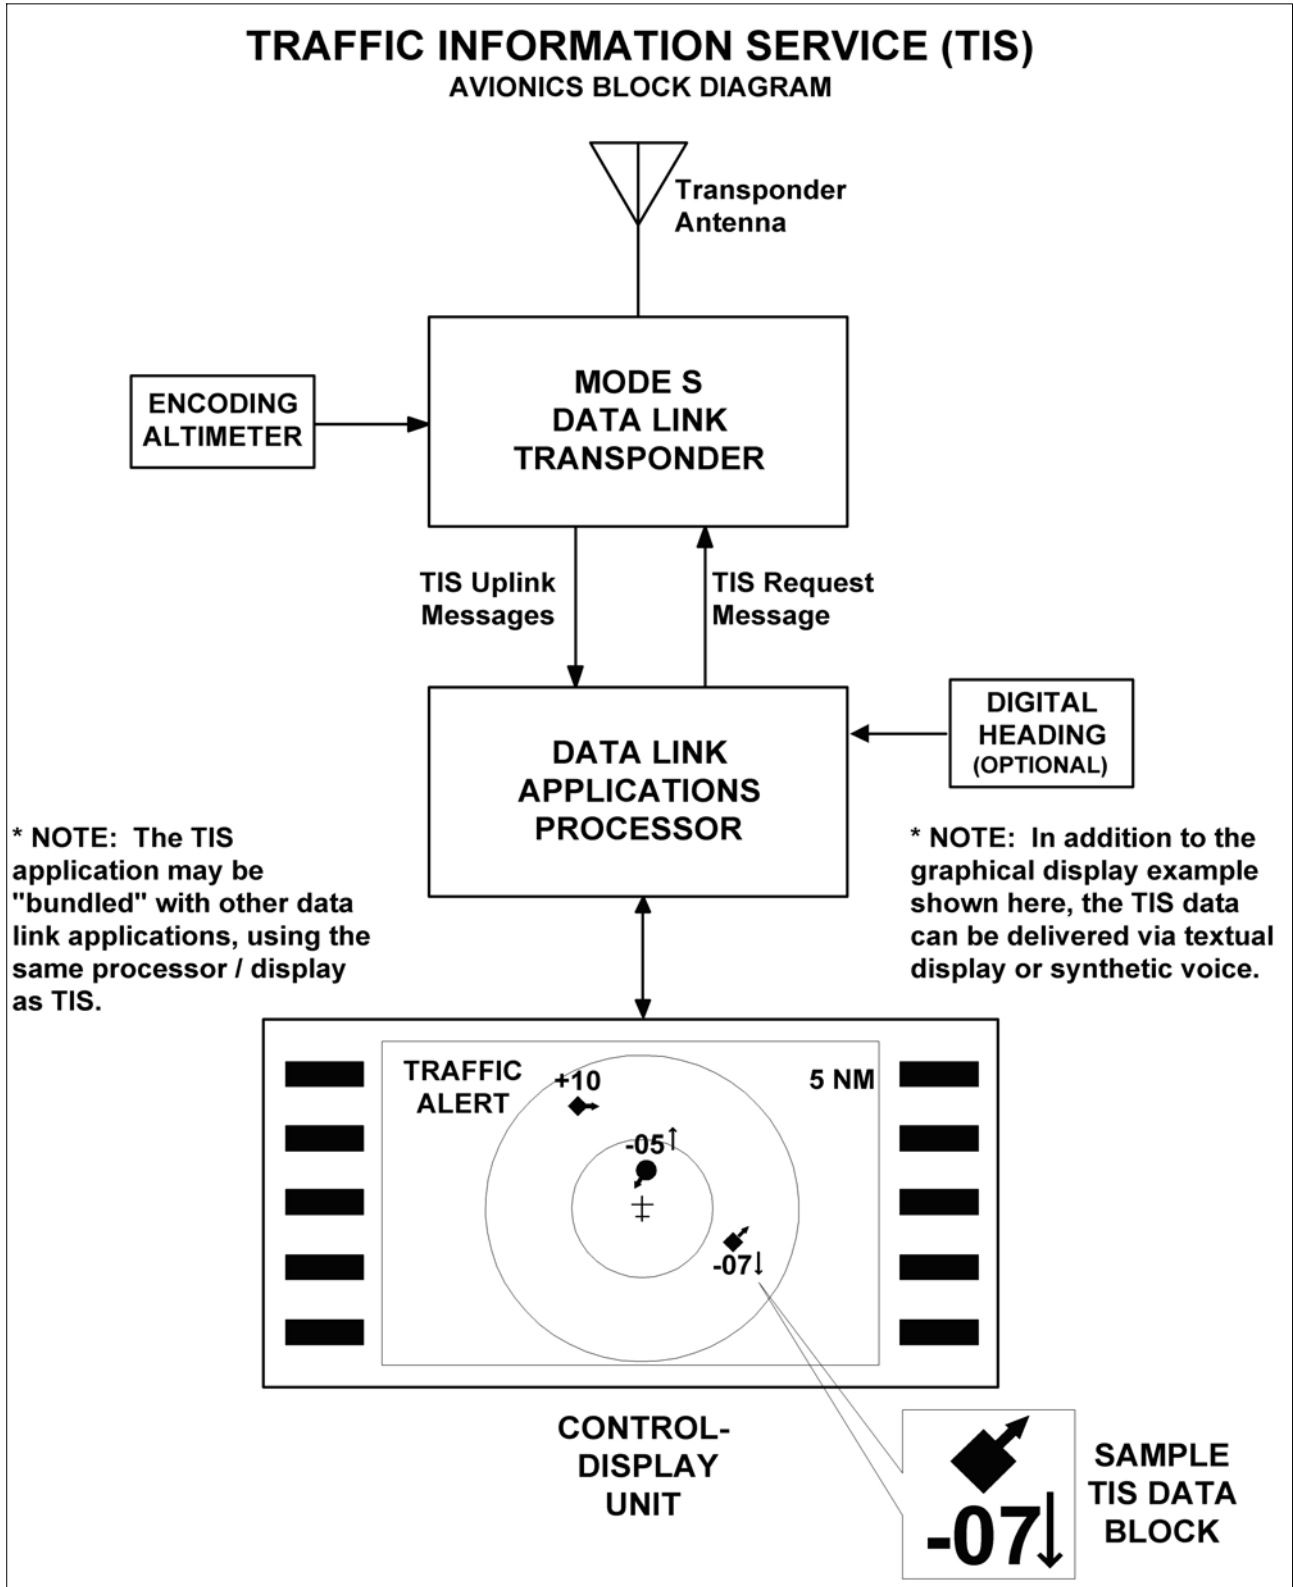 TRAFFIC INFORMATION SERVICE (TIS)
AVIONICS BLOCK DIAGRAM
Transponder
Antenna
MODE S
DATA LINK
TRANSPONDER
ENCODING
ALTIMETER
TIS Uplink
Messages
TIS Request
Message
DATA LINK
APPLICATIONS
PROCESSOR
DIGITAL
HEADING
(OPTIONAL)
* NOTE:  The TIS
application may be
"bundled" with other data
link applications, using the
same processor / display
as TIS.
* NOTE:  In addition to the
graphical display example
shown here, the TIS data
can be delivered via textual
display or synthetic voice.
TRAFFIC
ALERT
+10
5 NM
-05↑
-07↓
CONTROL-
DISPLAY
UNIT
-07↓
SAMPLE
TIS DATA
BLOCK